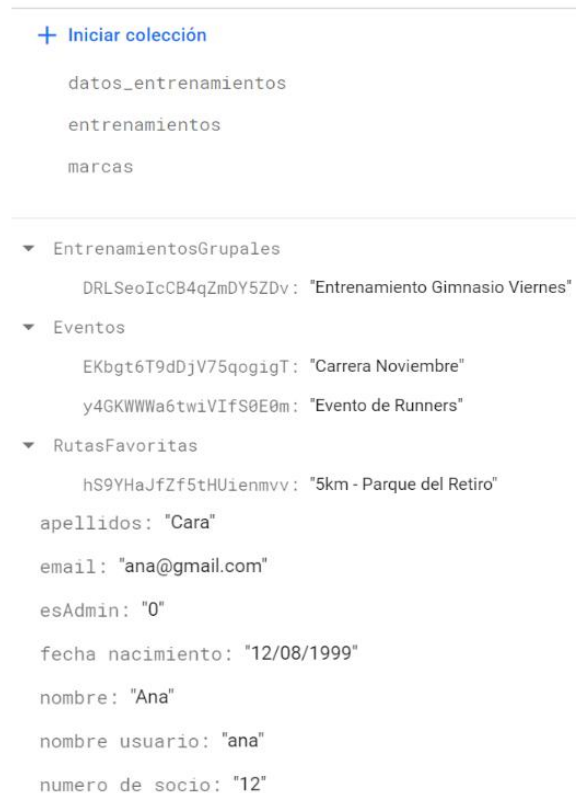 + Iniciar colección
datos_entrenamientos
entrenamientos
marcas
EntrenamientosGrupales
DRLSeoIcCB4qZmDY5ZDv: "Entrenamiento Gimnasio Viernes"
Eventos
EKbgt6T9dDjV75qogigT: "Carrera Noviembre"
y4GKWWWa6twiVIfS0E0m: "Evento de Runners"
RutasFavoritas
hS9YHaJfZf5tHUienmvv: "5km - Parque del Retiro"
apellidos: "Cara"
email: "ana@gmail.com"
esAdmin: "0"
fecha nacimiento: "12/08/1999"
nombre: "Ana"
nombre usuario: "ana"
numero de socio: "12"